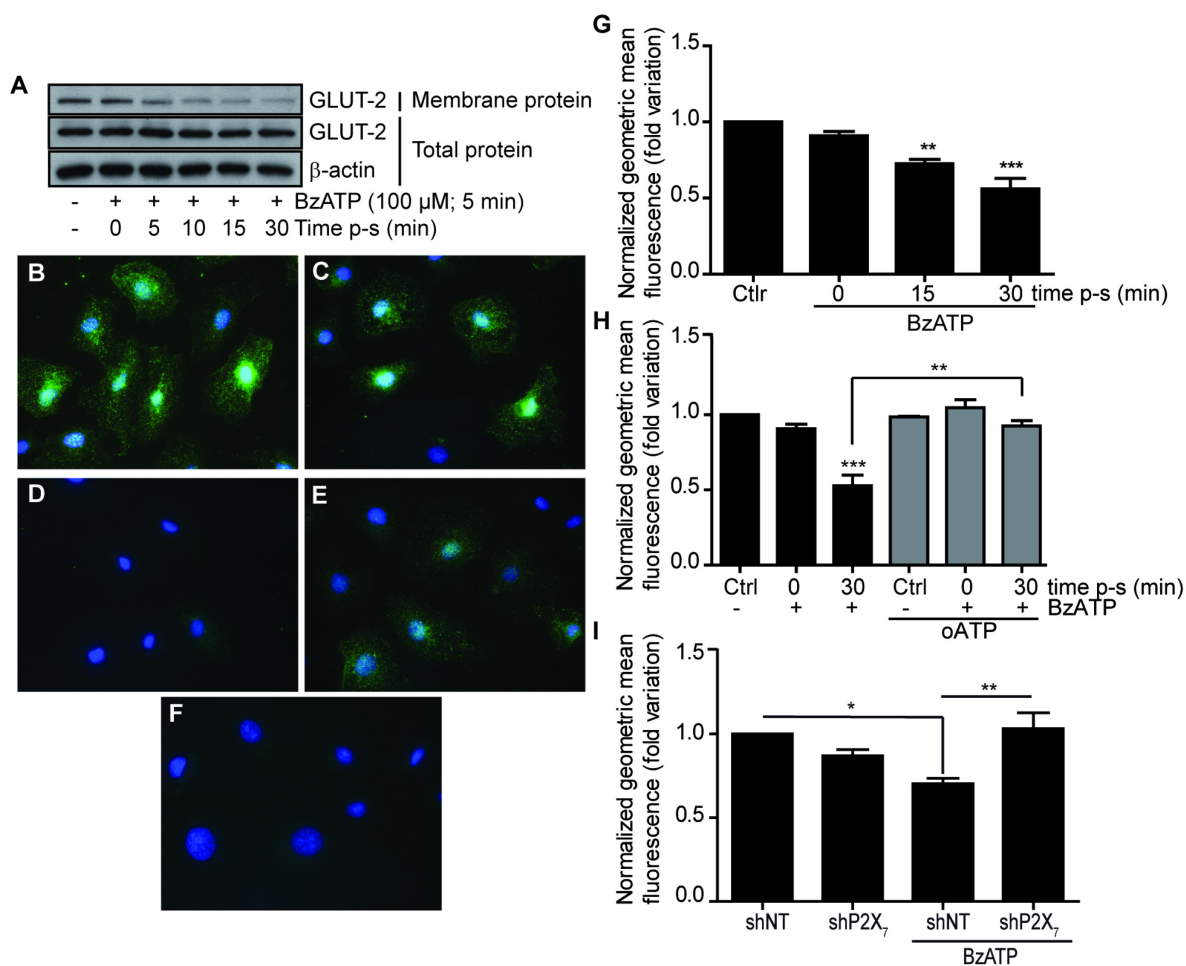 A
GLUT-2 Membrane protein
GLUT-2
Total protein
β-actin
- + + + + + BzATP (100 µM; 5 min)
- 0 5 10 15 30 Time p-s (min)
B
C
D
E
F
G
Normalized geometric mean
fluorescence (fold variation)
1.5
1.0
0.5
0.0
**
***
Ctlr 0 15 30 time p-s (min)
BzATP
H
Normalized geometric mean
fluorescence (fold variation)
1.5
1.0
0.5
0.0
**
***
Ctrl 0 30 Ctrl 0 30 time p-s (min)
- + + - + + BzATP
oATP
I
Normalized geometric mean
fluorescence (fold variation)
1.5
1.0
0.5
0.0
*
**
shNT shP2X7 shNT shP2X7
BzATP